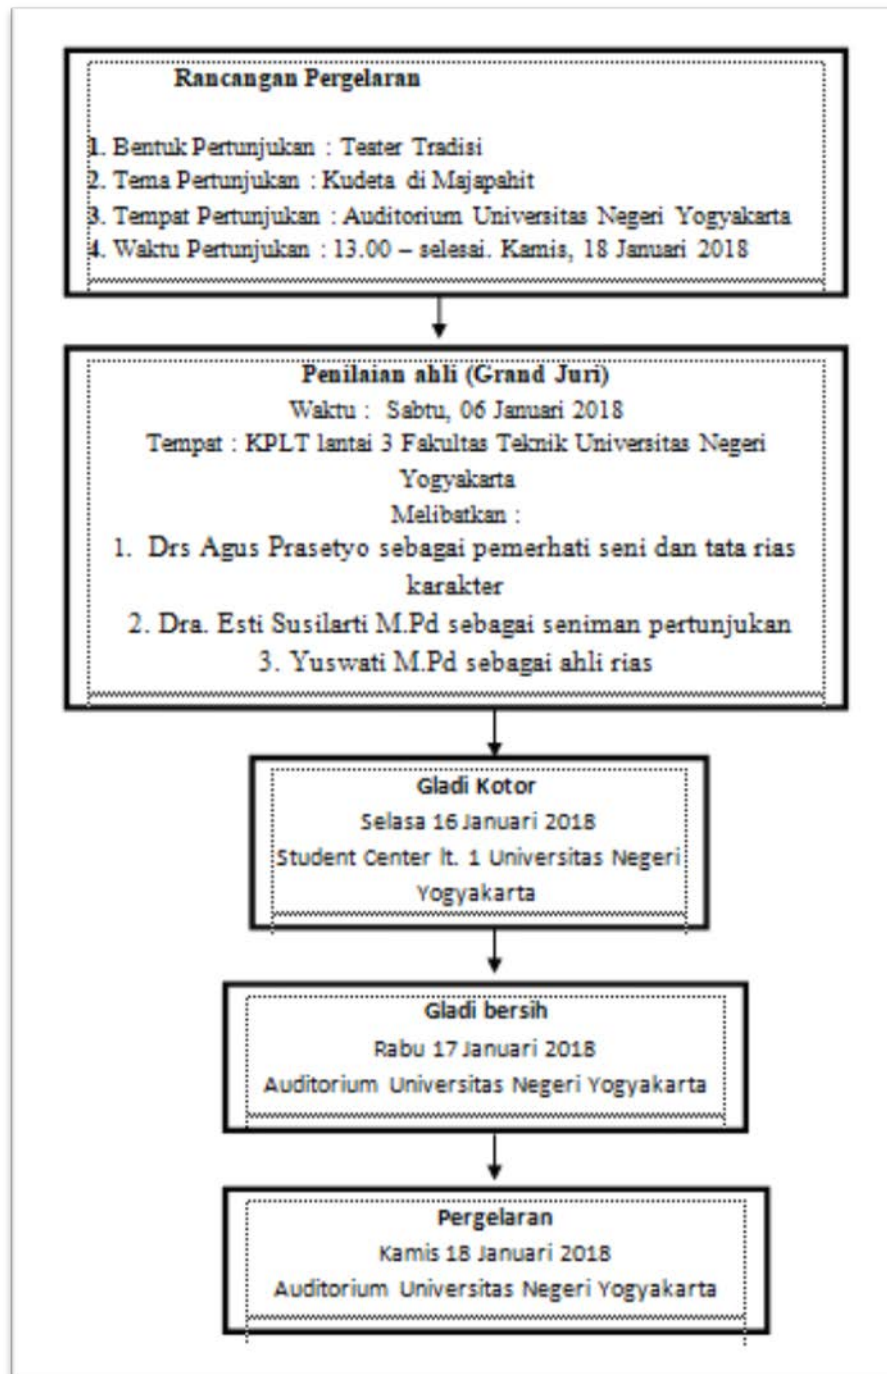 Rancangan Pergelaran
1. Bentuk Pertunjukan : Teater Tradisi
2. Tema Pertunjukan : Kudeta di Majapahit
3. Tempat Pertunjukan : Auditorium Universitas Negeri Yogyakarta
4. Waktu Pertunjukan : 13.00 – selesai. Kamis, 18 Januari 2018
Penilaian ahli (Grand Juri)
Waktu : Sabtu, 06 Januari 2018
Tempat : KPLT lantai 3 Fakultas Teknik Universitas Negeri
Yogyakarta
Melibatkan :
1. Drs Agus Prasetyo sebagai pemerhati seni dan tata rias
karakter
2. Dra. Esti Susilarti M.Pd sebagai seniman pertunjukan
3. Yuswati M.Pd sebagai ahli rias
Gladi Kotor
Selasa 16 Januari 2018
Student Center lt. 1 Universitas Negeri
Yogyakarta
Gladi bersih
Rabu 17 Januari 2018
Auditorium Universitas Negeri Yogyakarta
Pergelaran
Kamis 18 Januari 2018
Auditorium Universitas Negeri Yogyakarta